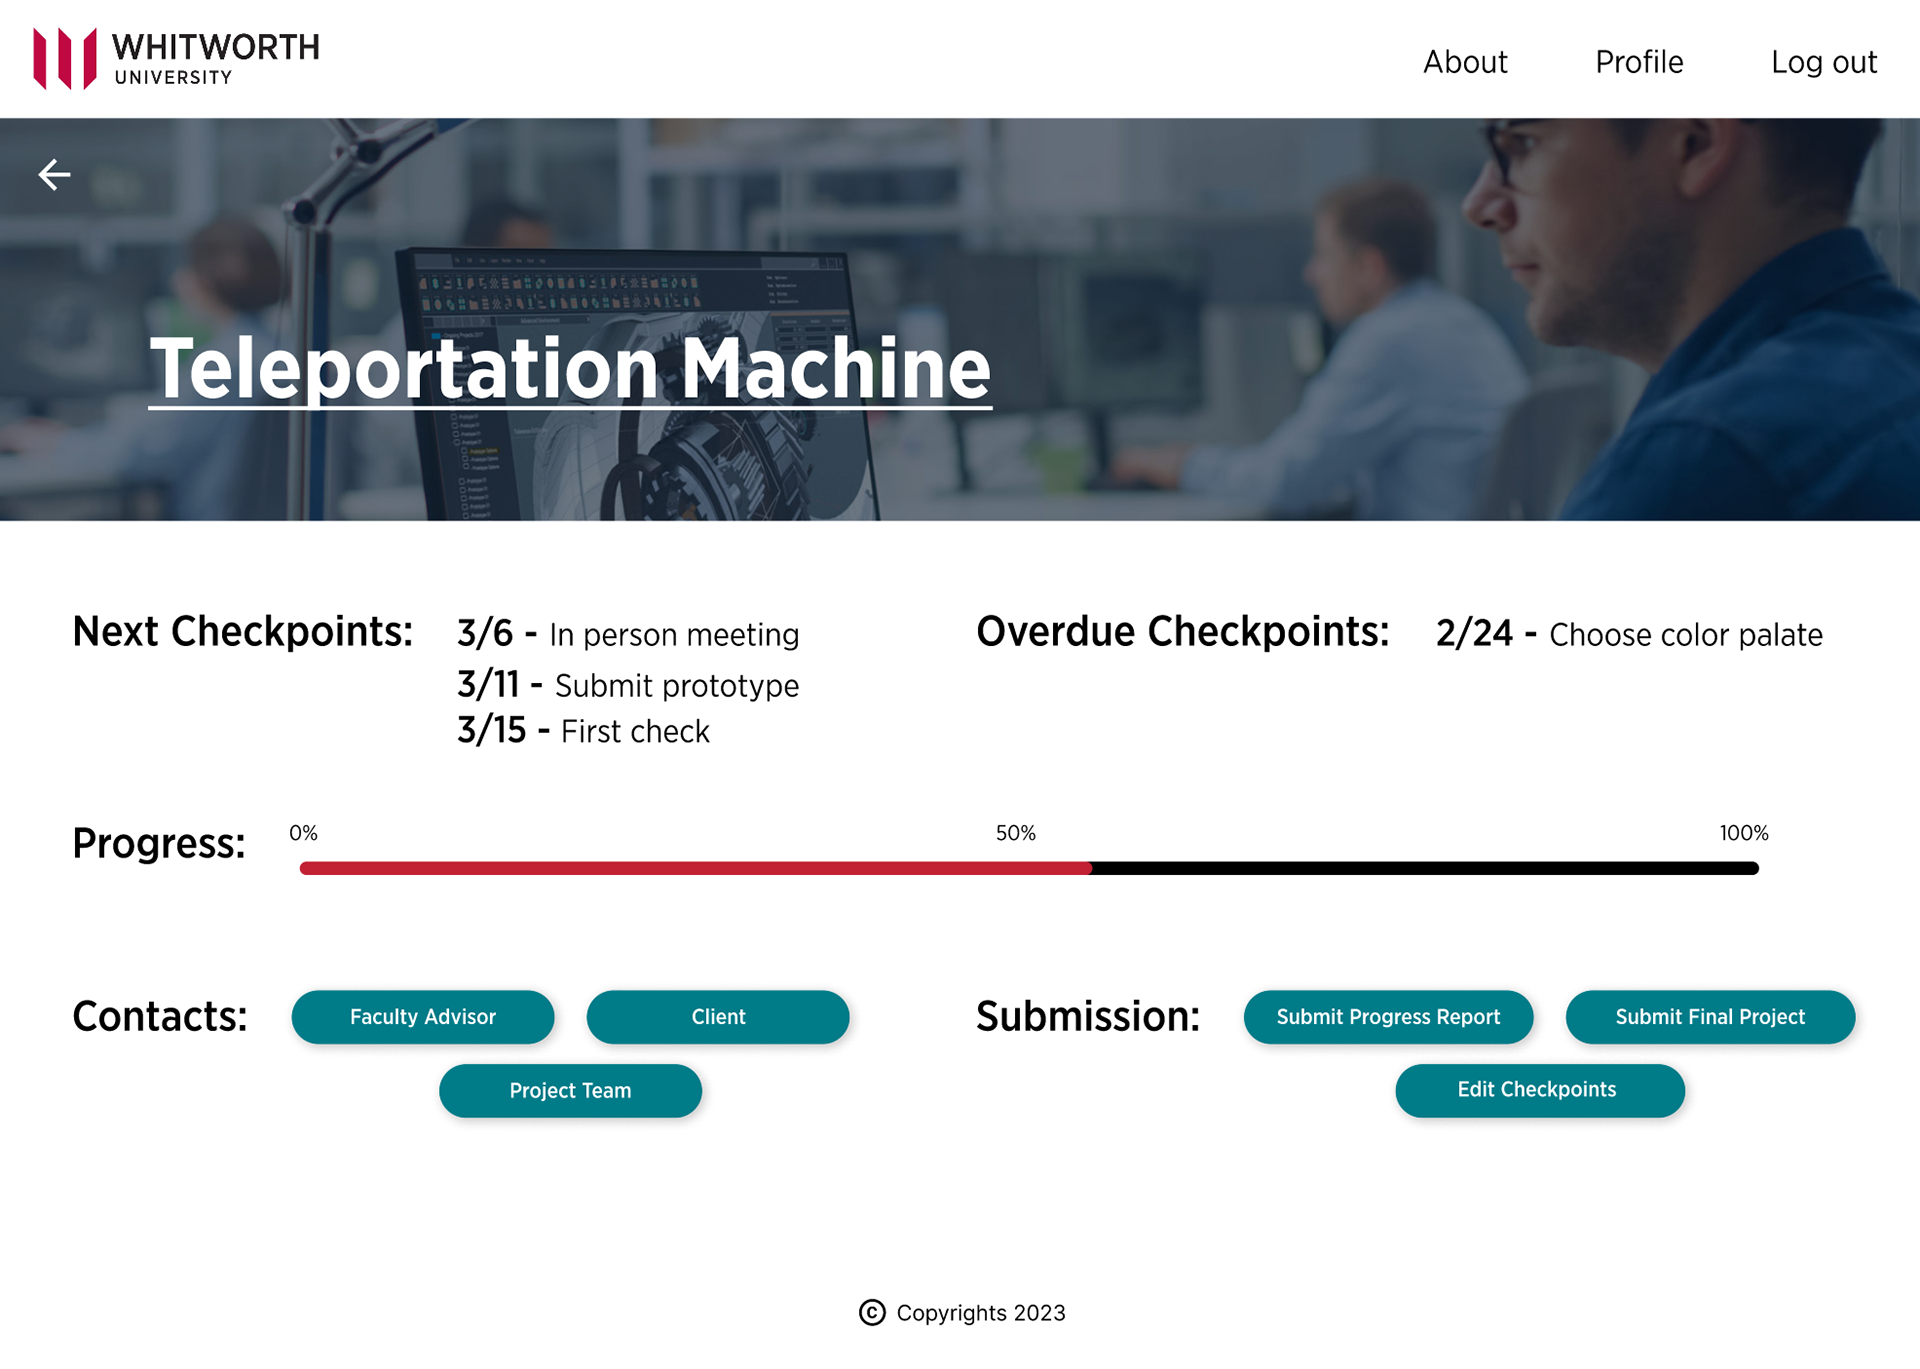 WHITWORTH
UNIVERSITY
About Profile Log out
Teleportation Machine
Next Checkpoints: 3/6 - In person meeting
3/11 - Submit prototype
3/15 - First check
Overdue Checkpoints: 2/24 - Choose color palate
Progress: 0% 50% 100%
Contacts: Faculty Advisor Client
Project Team
Submission: Submit Progress Report Submit Final Project
Edit Checkpoints
© Copyrights 2023